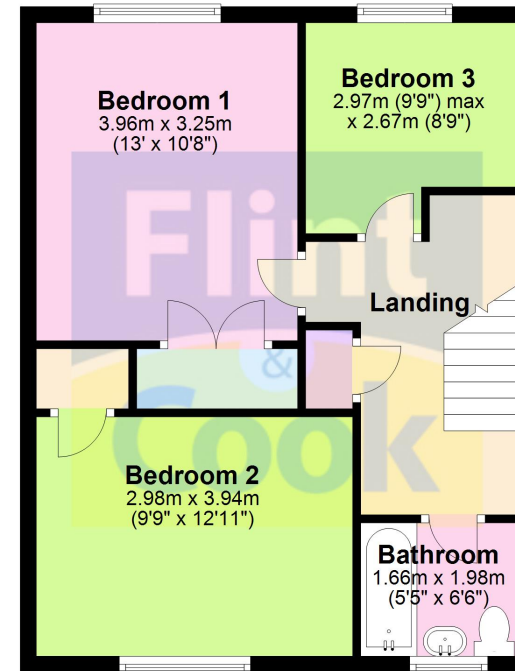 Bedroom 1
3.96m x 3.25m
(13' x 10'8")
Bedroom 3
2.97m (9'9") max
x 2.67m (8'9")
Flint
&
Cook
Landing
Bedroom 2
2.98m x 3.94m
(9'9" x 12'11")
Bathroom
1.66m x 1.98m
(5'5" x 6'6")